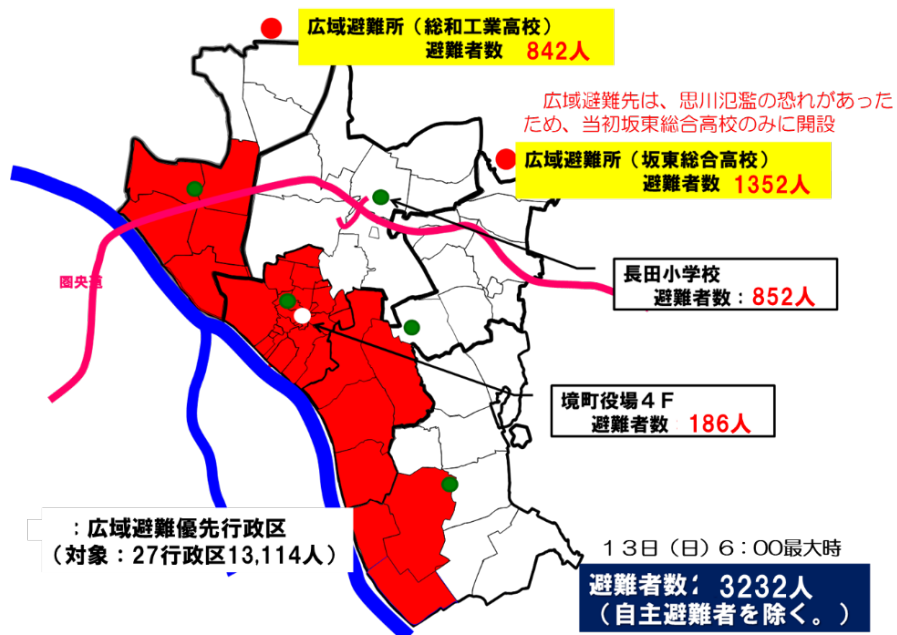 広域避難所（総和工業高校）
避難者数 842人
広域避難先は、思川氾濫の恐れがあった
ため、当初坂東総合高校のみに開設
広域避難所（坂東総合高校）
避難者数 1352人
圏央道
長田小学校
避難者数：852人
境町役場４Ｆ
避難者数 186人
：広域避難優先行政区
（対象：27行政区13,114人）
１３日（日）６：００最大時
避難者数： 3232人
（自主避難者を除く。）